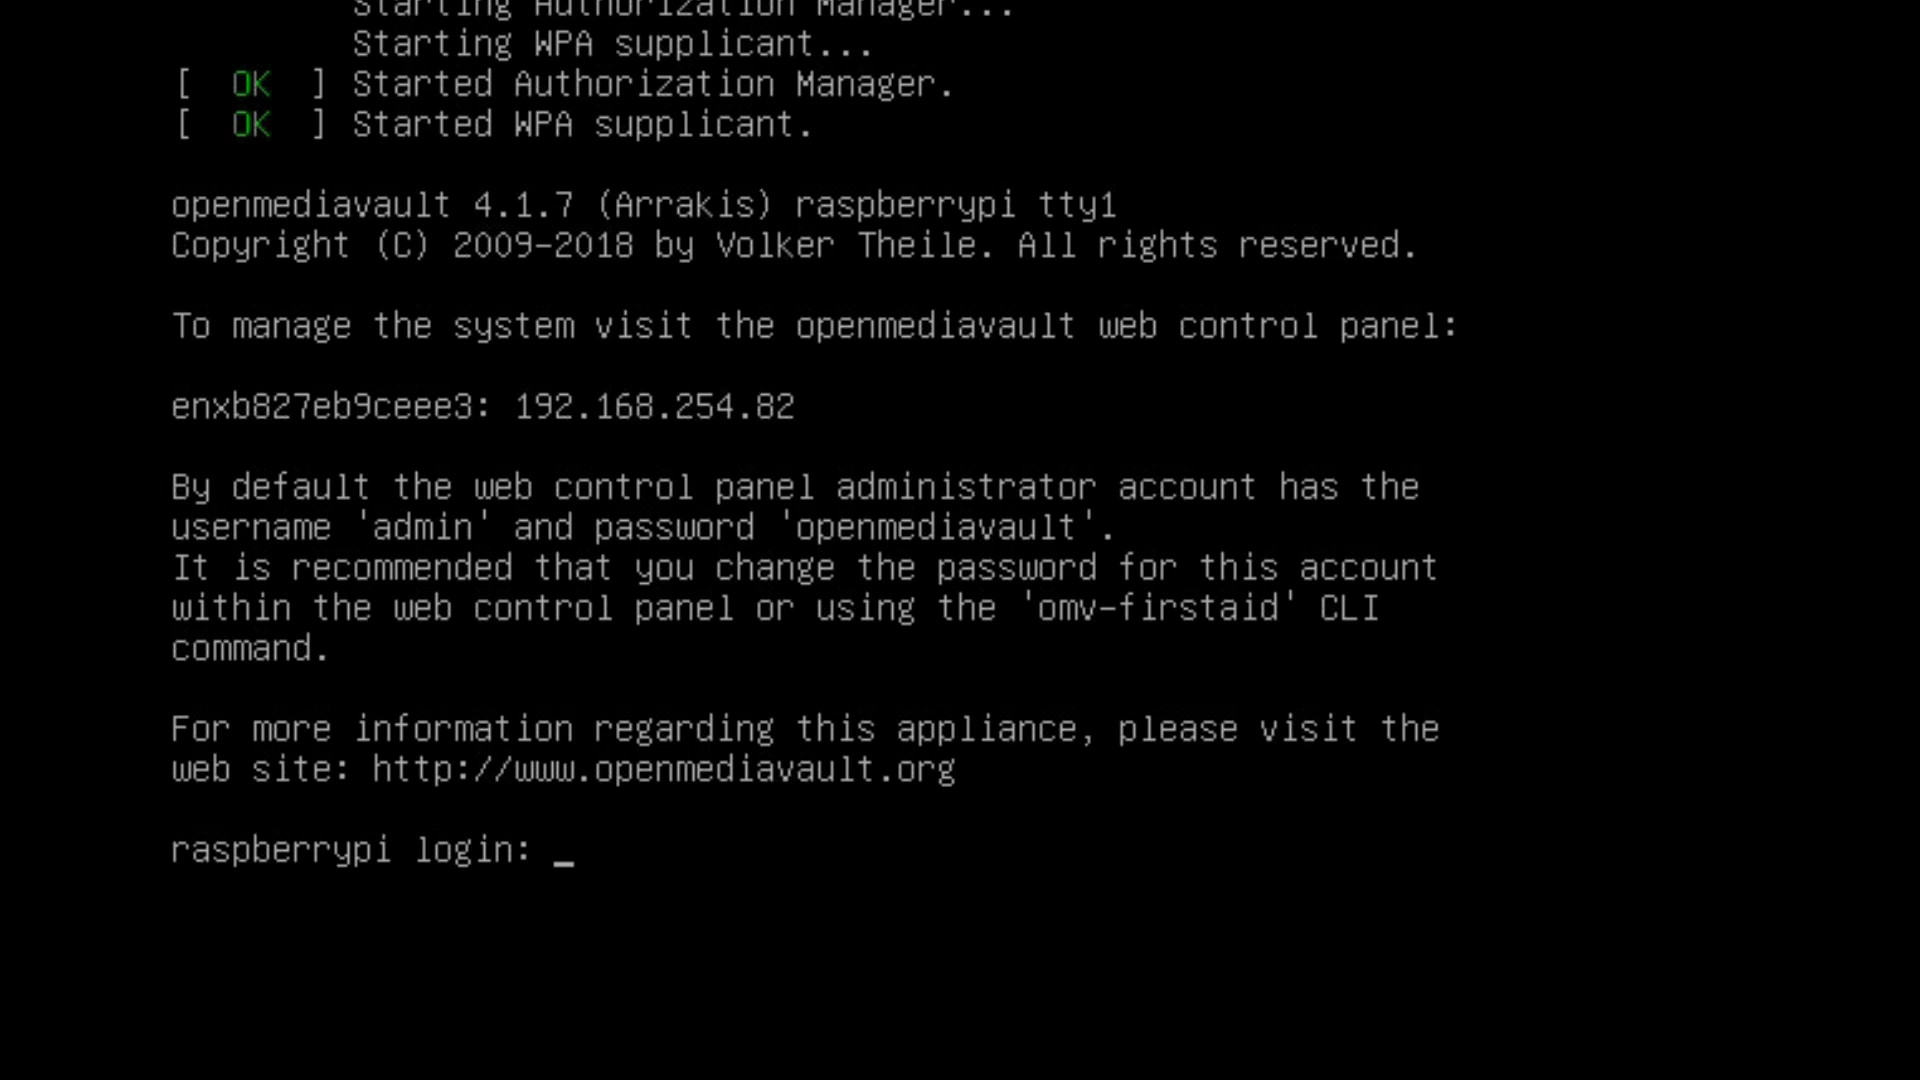 Starting Authorization Manager...
Starting WPA supplicant...
[  OK  ] Started Authorization Manager.
[  OK  ] Started WPA supplicant.
openmediavault 4.1.7 (Arrakis) raspberrypi tty1
Copyright (C) 2009-2018 by Volker Theile. All rights reserved.
To manage the system visit the openmediavault web control panel:
enxb827eb9ceee3: 192.168.254.82
By default the web control panel administrator account has the
username 'admin' and password 'openmediavault'.
It is recommended that you change the password for this account
within the web control panel or using the 'omv-firstaid' CLI
command.
For more information regarding this appliance, please visit the
web site: http://www.openmediavault.org
raspberrypi login: _